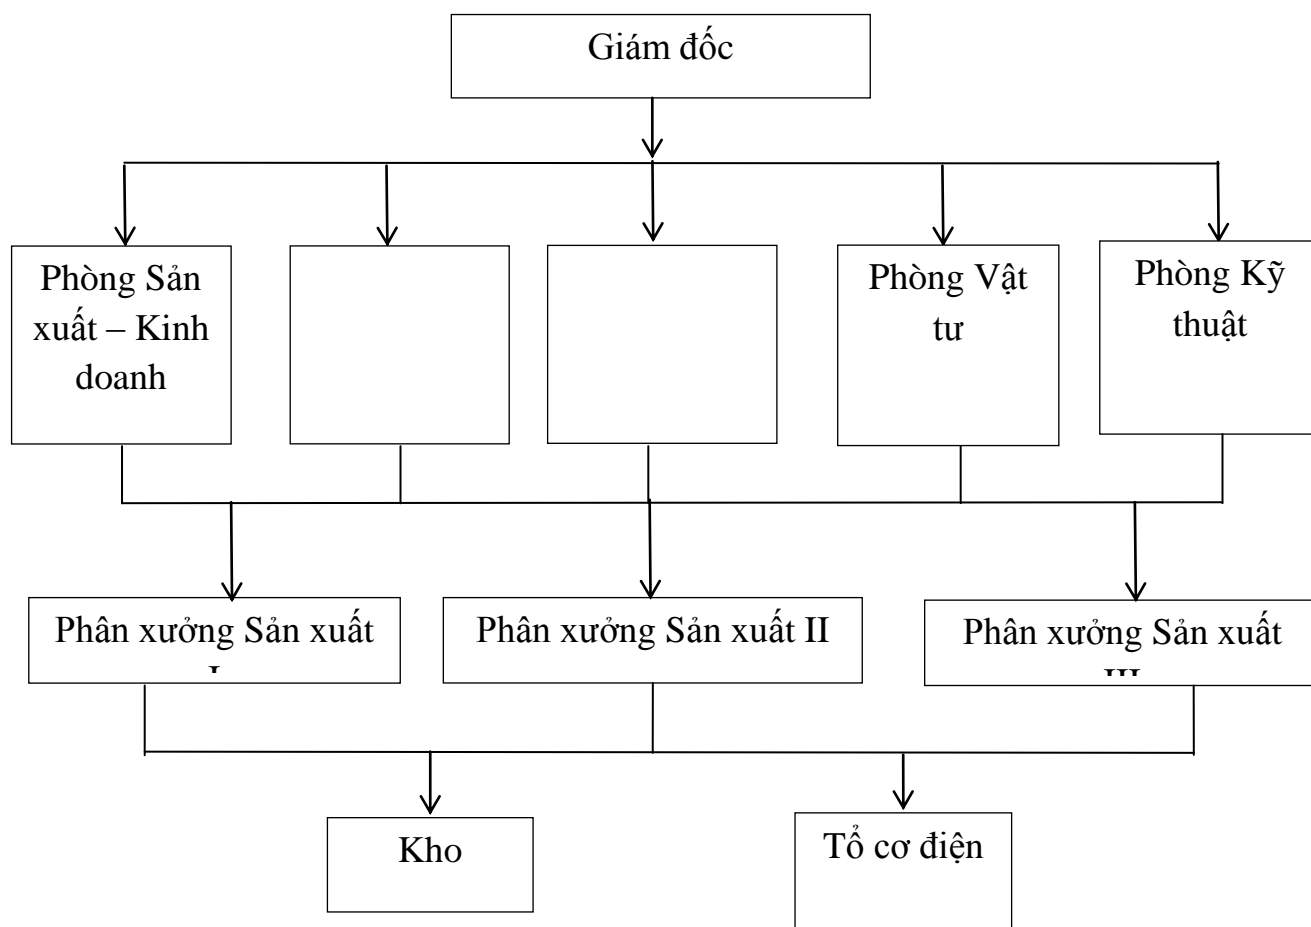 Giám đốc
Phòng Sản
xuất – Kinh
doanh
Phòng Vật
tư
Phòng Kỹ
thuật
Phân xưởng Sản xuất
I
Phân xưởng Sản xuất II
Phân xưởng Sản xuất
III
Kho
Tổ cơ điện